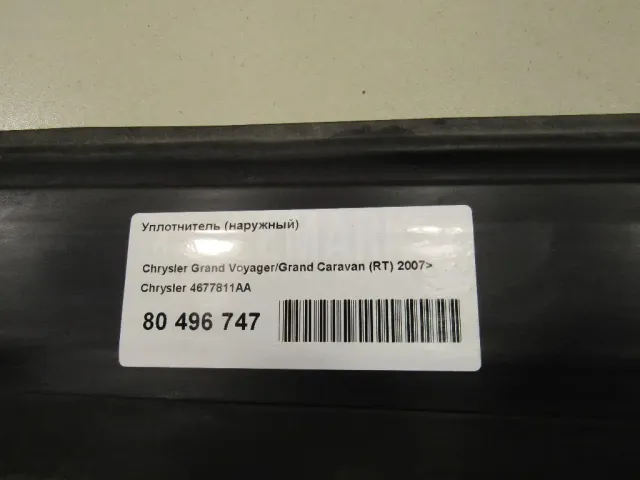 Уплотнитель (наружный)
Chrysler Grand Voyager/Grand Caravan (RT) 2007>
Chrysler 4677811AA
80 496 747